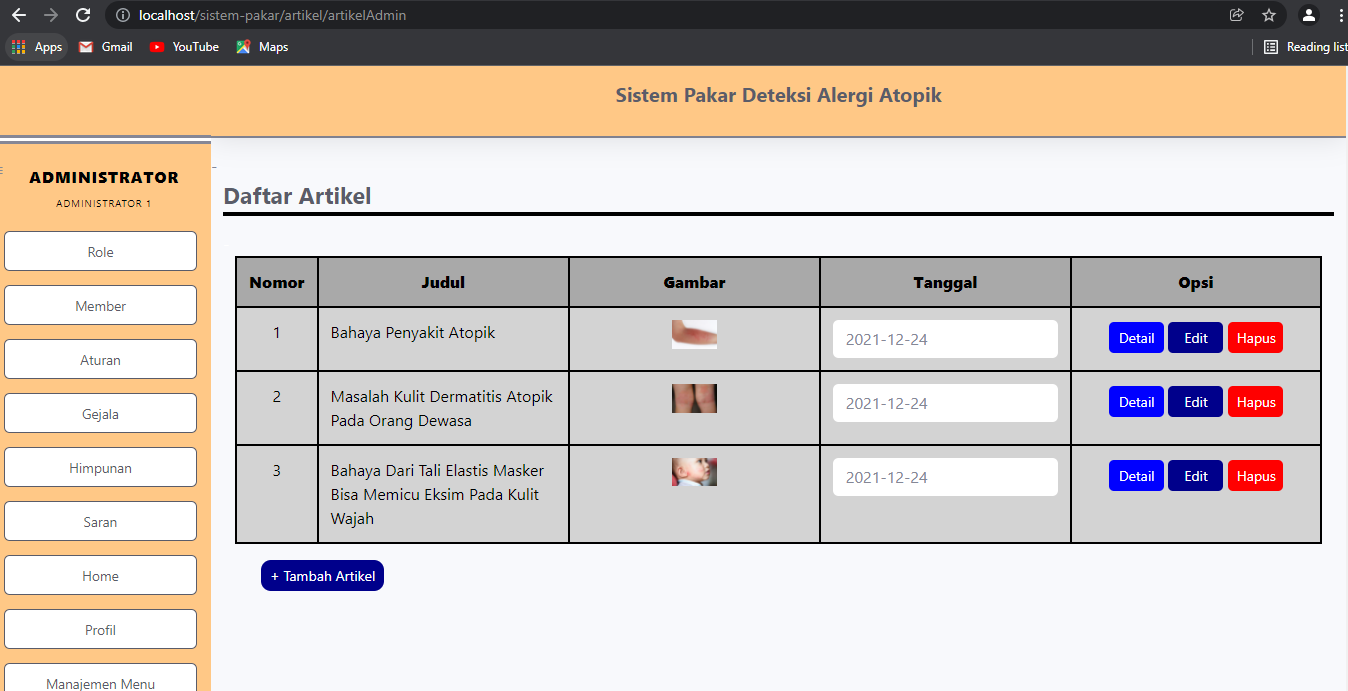 localhost/sistem-pakar/artikel/artikelAdmin
Apps Gmail YouTube Maps Reading list
Sistem Pakar Deteksi Alergi Atopik
ADMINISTRATOR
ADMINISTRATOR 1
Role
Member
Aturan
Gejala
Himpunan
Saran
Home
Profil
Manajemen Menu
Daftar Artikel
Nomor Judul Gambar Tanggal Opsi
1 Bahaya Penyakit Atopik 2021-12-24 Detail Edit Hapus
2 Masalah Kulit Dermatitis Atopik 2021-12-24 Detail Edit Hapus
Pada Orang Dewasa
3 Bahaya Dari Tali Elastis Masker 2021-12-24 Detail Edit Hapus
Bisa Memicu Eksim Pada Kulit
Wajah
+ Tambah Artikel